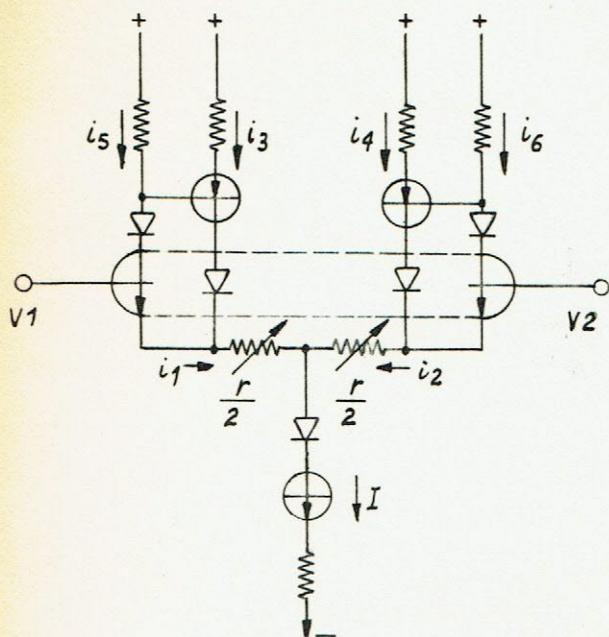 + + + +
i5 i3 i4 i6
V1 V2
i1 i2
r/2 r/2
I
−